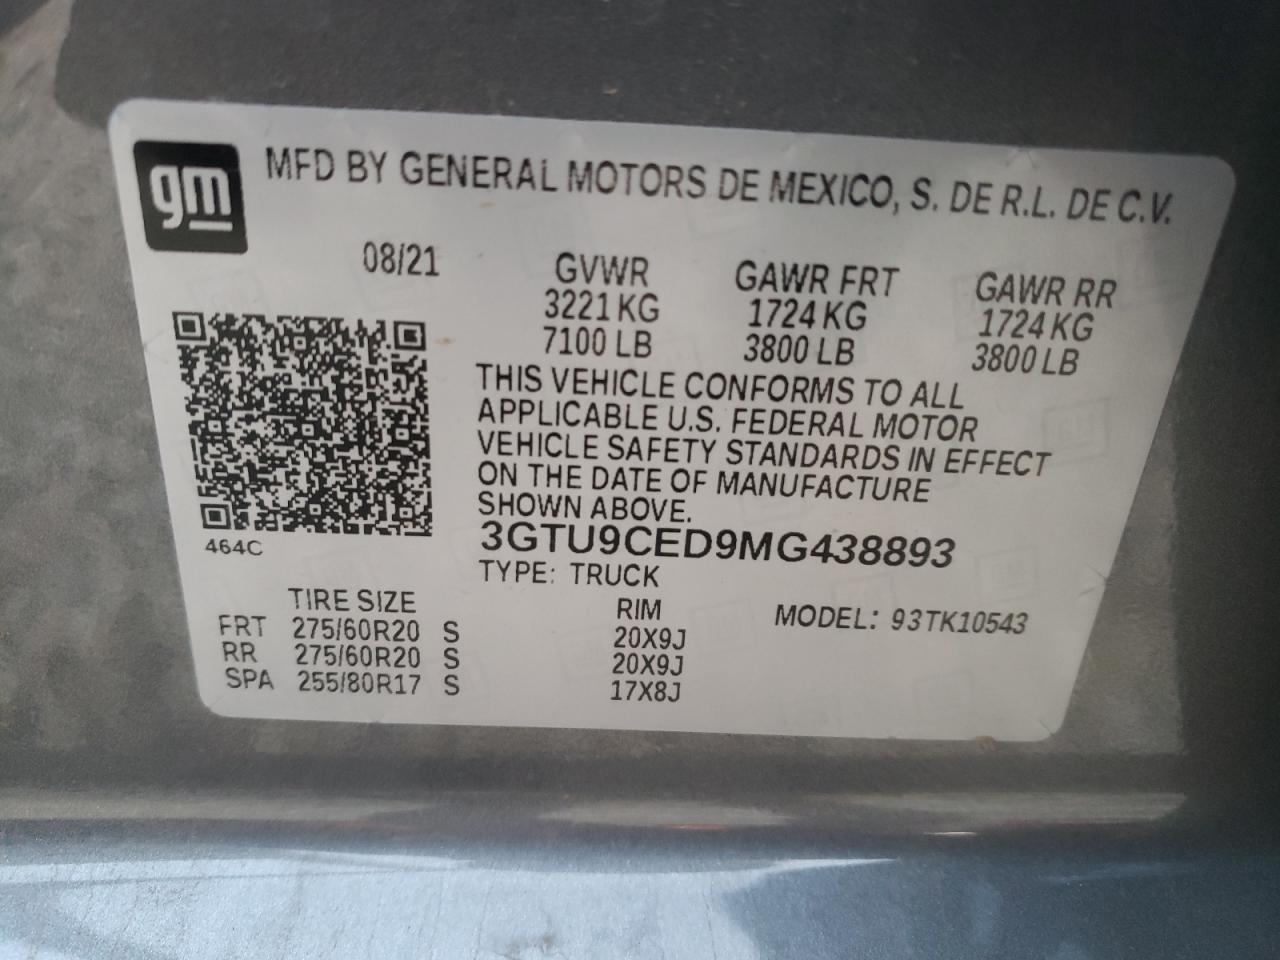 gm
MFD BY GENERAL MOTORS DE MEXICO, S. DE R.L. DE C.V.
08/21 GVWR GAWR FRT GAWR RR
3221 KG 1724 KG 1724 KG
7100 LB 3800 LB 3800 LB
THIS VEHICLE CONFORMS TO ALL
APPLICABLE U.S. FEDERAL MOTOR
VEHICLE SAFETY STANDARDS IN EFFECT
ON THE DATE OF MANUFACTURE
SHOWN ABOVE.
464C 3GTU9CED9MG438893
TYPE: TRUCK
TIRE SIZE RIM MODEL: 93TK10543
FRT 275/60R20 S 20X9J
RR 275/60R20 S 20X9J
SPA 255/80R17 S 17X8J